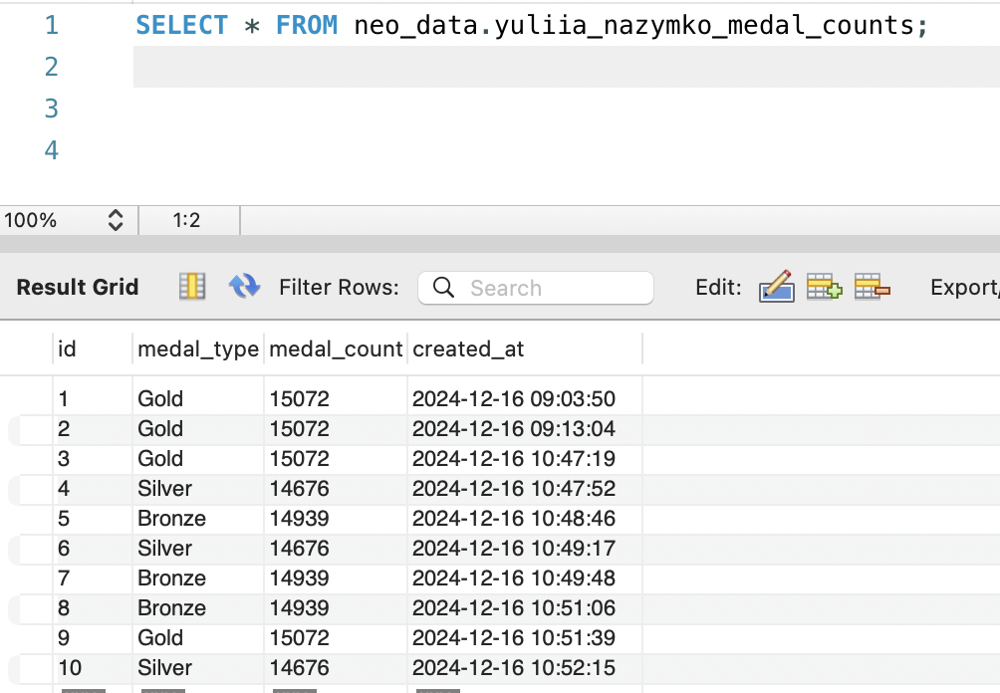 1 SELECT * FROM neo_data.yuliia_nazymko_medal_counts;
2
3
4
100% 1:2
Result Grid Filter Rows: Search Edit: Export/
id medal_type medal_count created_at
1 Gold 15072 2024-12-16 09:03:50
2 Gold 15072 2024-12-16 09:13:04
3 Gold 15072 2024-12-16 10:47:19
4 Silver 14676 2024-12-16 10:47:52
5 Bronze 14939 2024-12-16 10:48:46
6 Silver 14676 2024-12-16 10:49:17
7 Bronze 14939 2024-12-16 10:49:48
8 Bronze 14939 2024-12-16 10:51:06
9 Gold 15072 2024-12-16 10:51:39
10 Silver 14676 2024-12-16 10:52:15